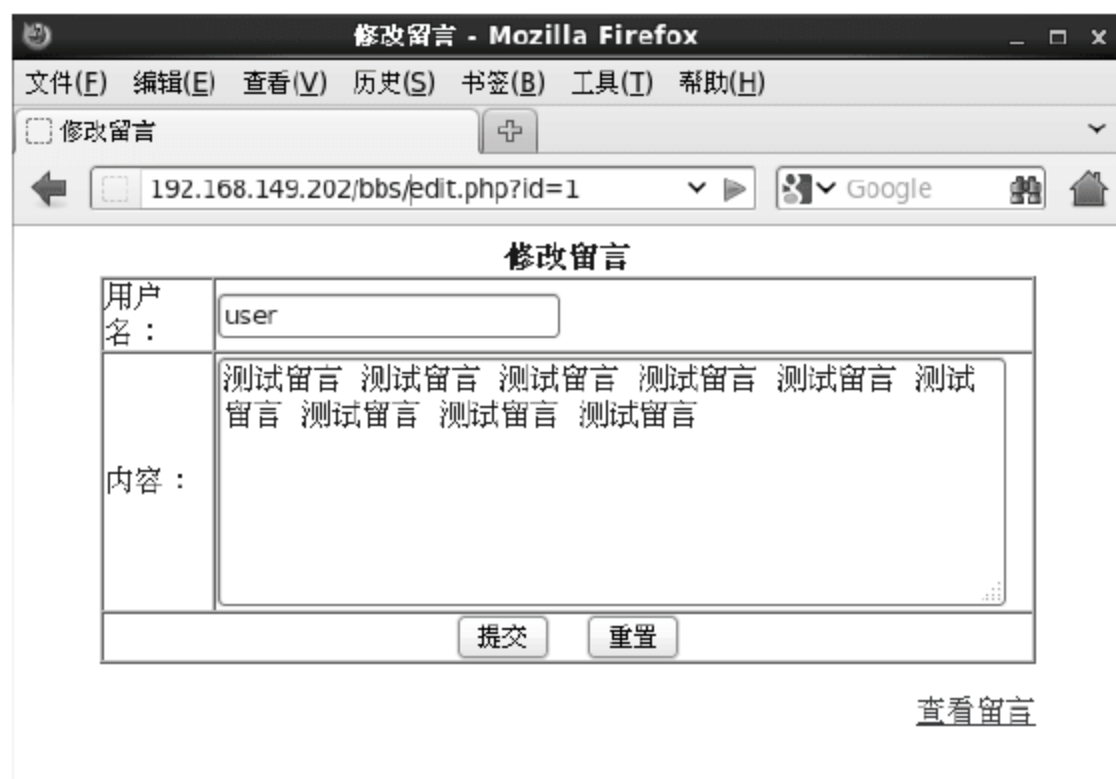 修改留言 - Mozilla Firefox
文件(F) 编辑(E) 查看(V) 历史(S) 书签(B) 工具(T) 帮助(H)
修改留言
192.168.149.202/bbs/edit.php?id=1 Google
修改留言
用户
名：
user
内容：
测试留言 测试留言 测试留言 测试留言 测试留言 测试
留言 测试留言 测试留言 测试留言
提交 重置
查看留言